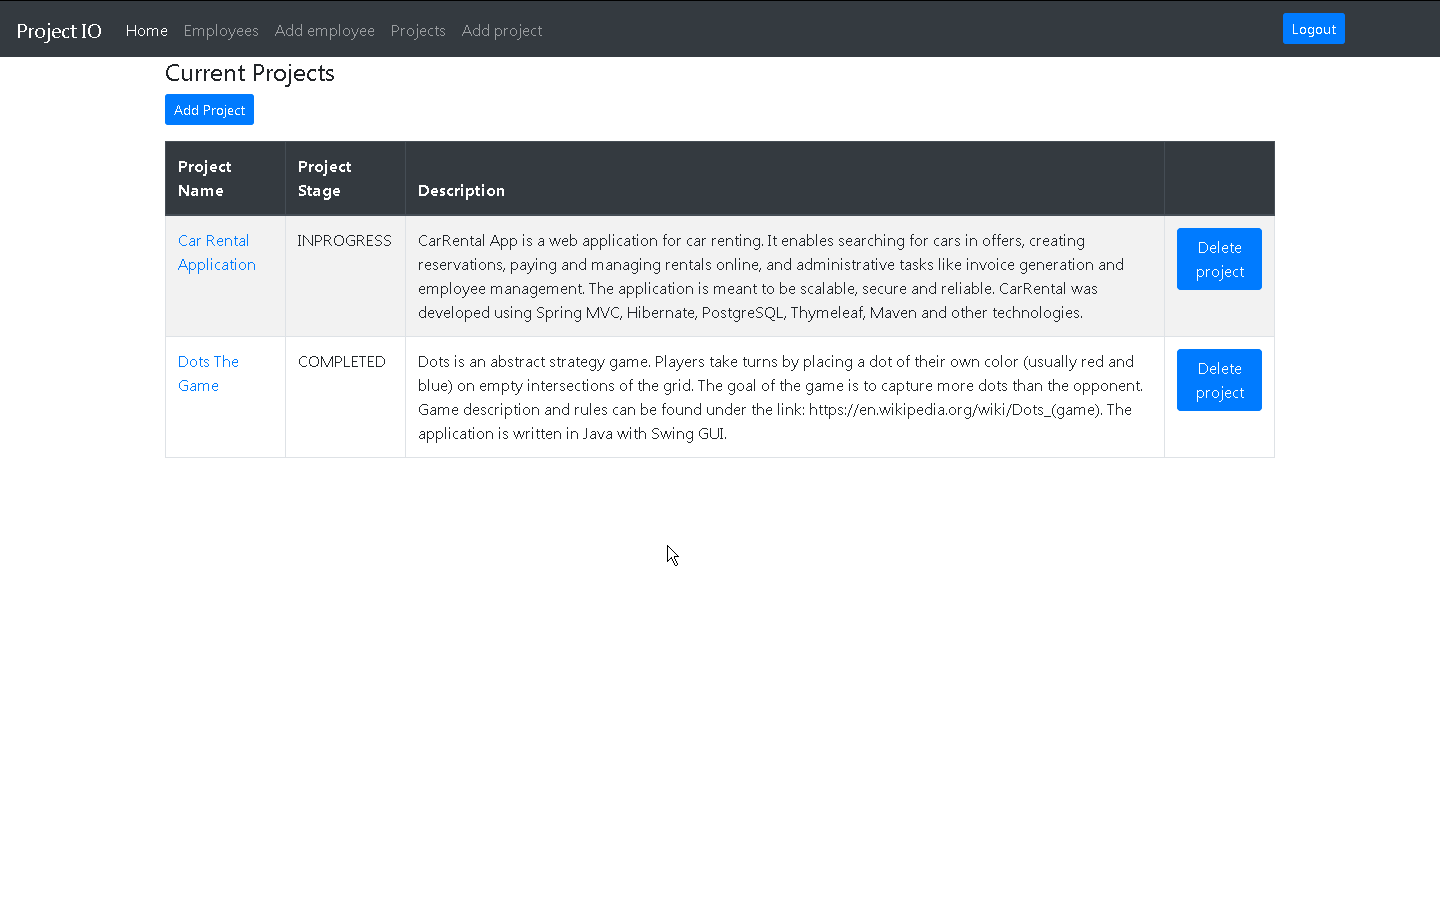 Project IO Home Employees Add employee Projects Add project Logout
Current Projects
Add Project
Project Name Project Stage Description
Car Rental Application INPROGRESS
CarRental App is a web application for car renting. It enables searching for cars in offers, creating
reservations, paying and managing rentals online, and administrative tasks like invoice generation and
employee management. The application is meant to be scalable, secure and reliable. CarRental was
developed using Spring MVC, Hibernate, PostgreSQL, Thymeleaf, Maven and other technologies.
Delete project
Dots The Game COMPLETED
Dots is an abstract strategy game. Players take turns by placing a dot of their own color (usually red and
blue) on empty intersections of the grid. The goal of the game is to capture more dots than the opponent.
Game description and rules can be found under the link: https://en.wikipedia.org/wiki/Dots_(game). The
application is written in Java with Swing GUI.
Delete project